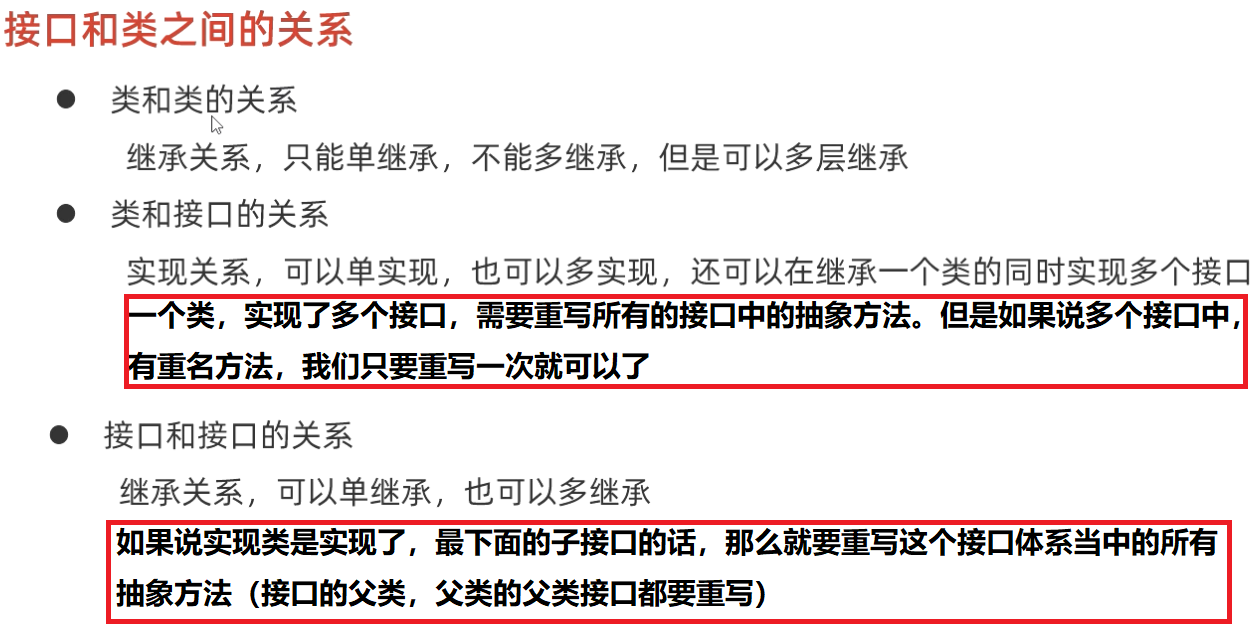 接口和类之间的关系
● 类和类的关系
继承关系，只能单继承，不能多继承，但是可以多层继承
● 类和接口的关系
实现关系，可以单实现，也可以多实现，还可以在继承一个类的同时实现多个接口
一个类，实现了多个接口，需要重写所有的接口中的抽象方法。但是如果说多个接口中，
有重名方法，我们只要重写一次就可以了
● 接口和接口的关系
继承关系，可以单继承，也可以多继承
如果说实现类是实现了，最下面的子接口的话，那么就要重写这个接口体系当中的所有
抽象方法（接口的父类，父类的父类接口都要重写）